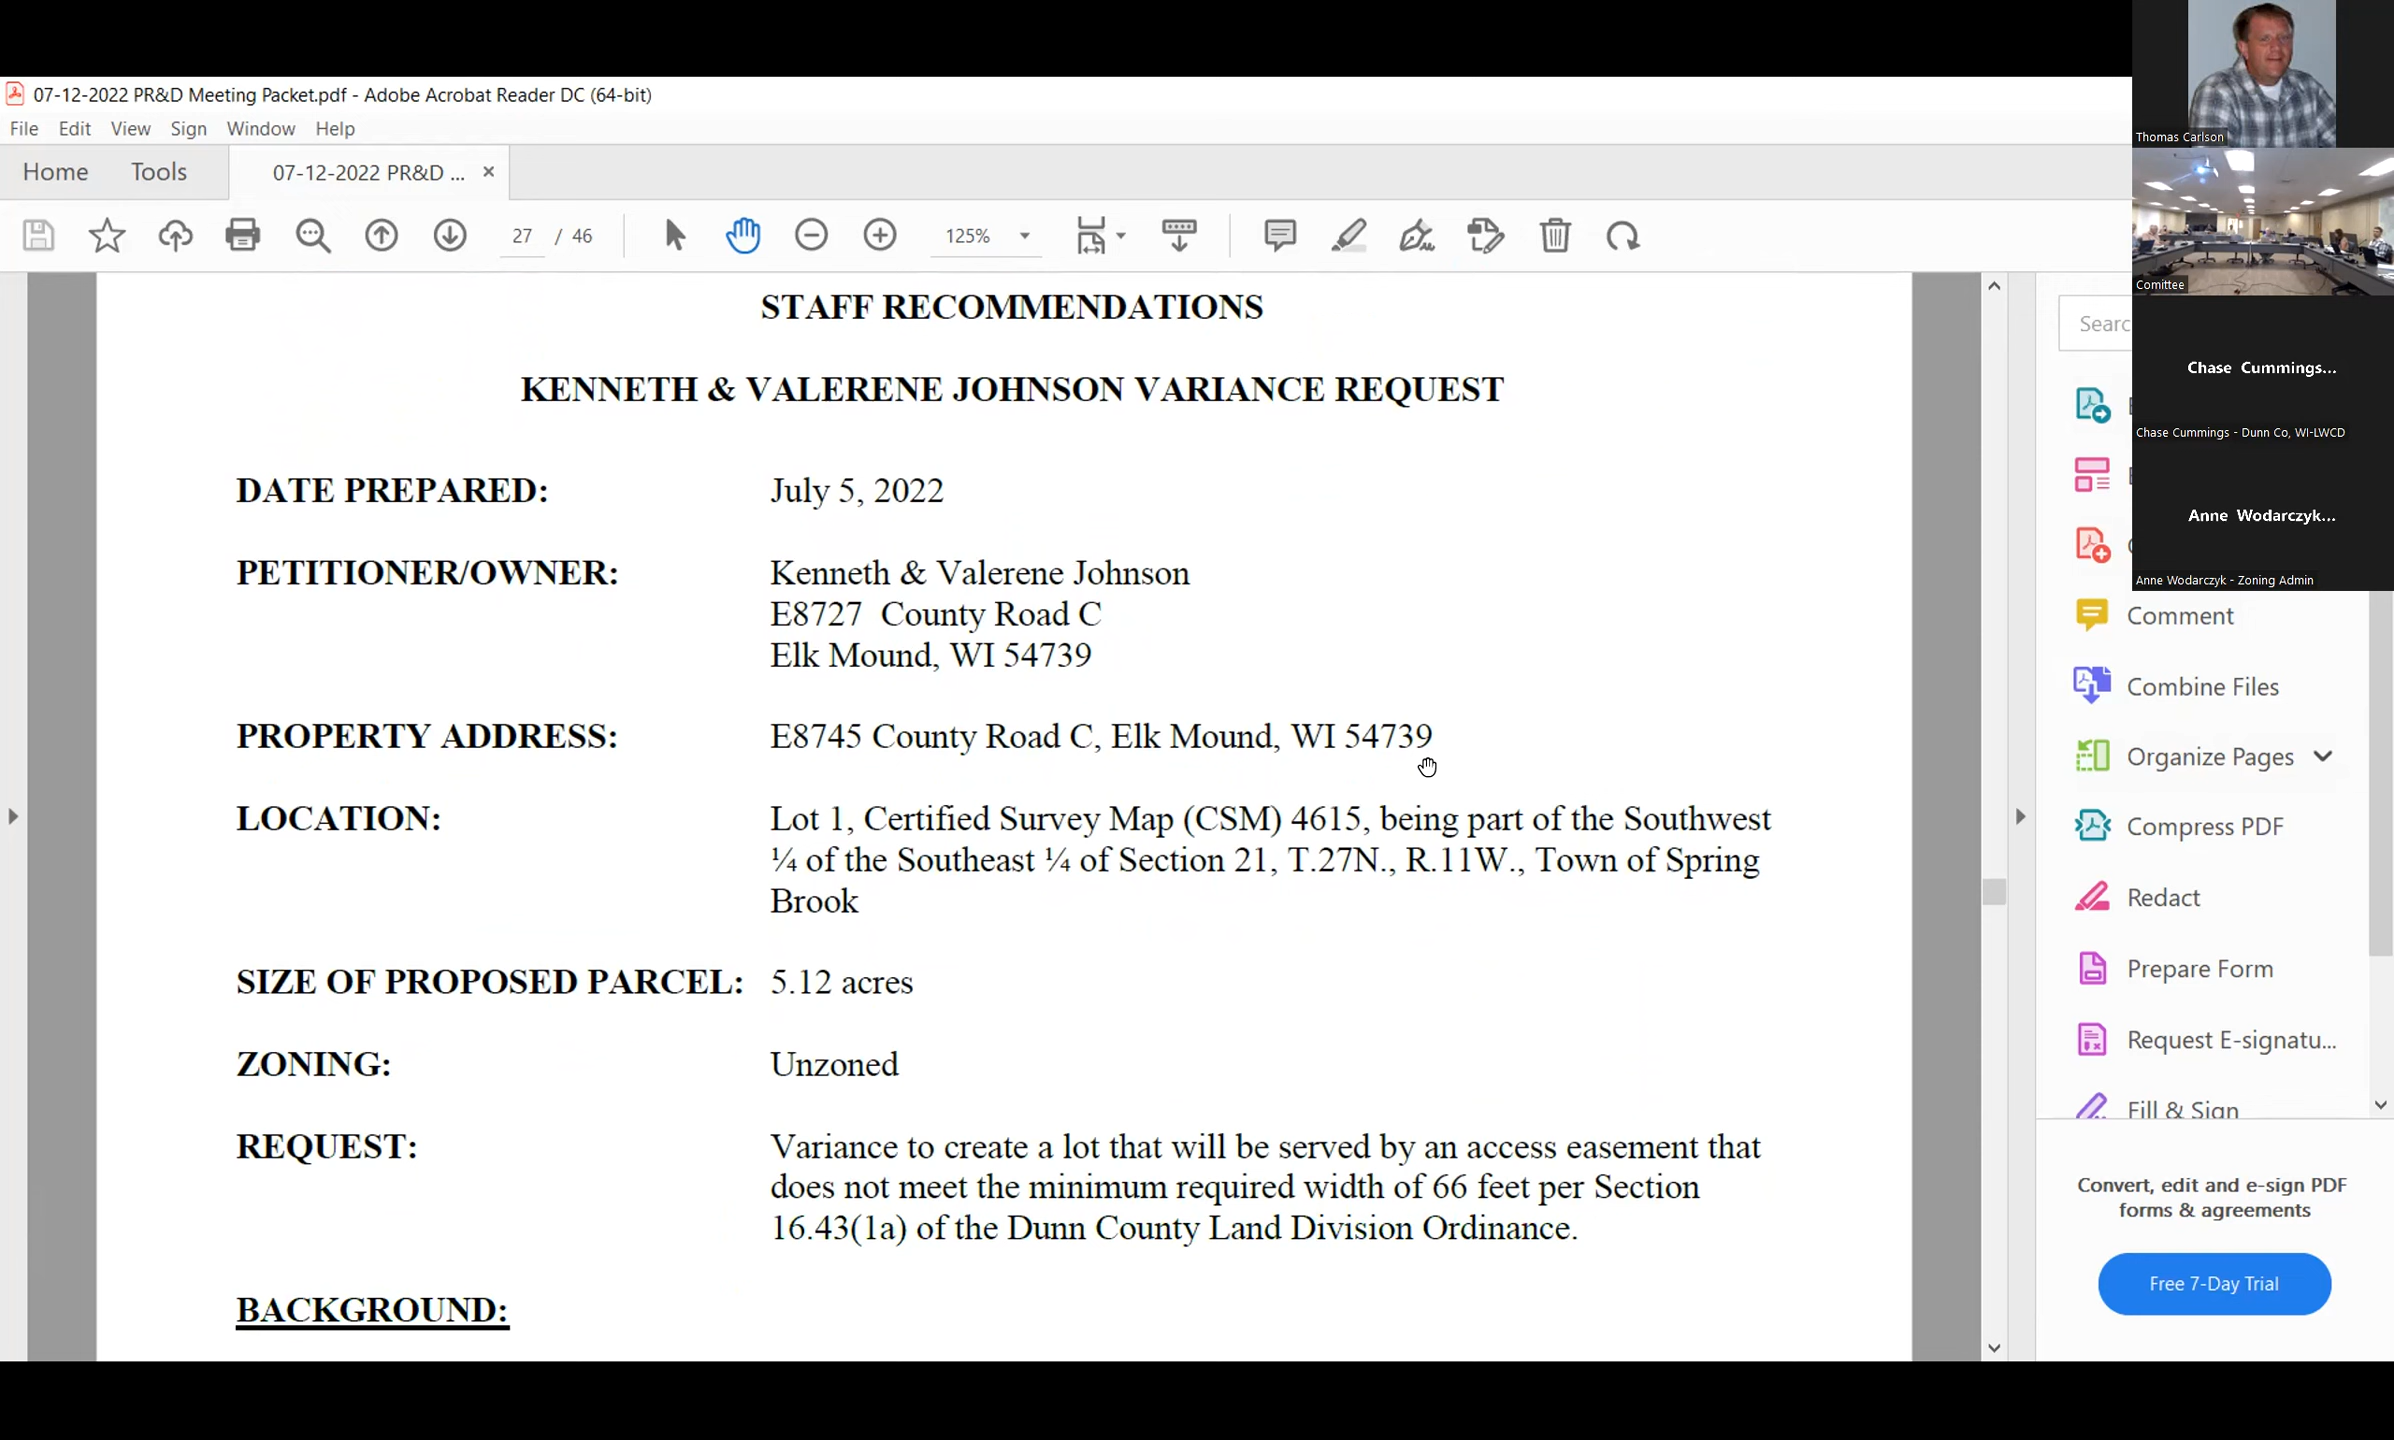 07-12-2022 PR&D Meeting Packet.pdf - Adobe Acrobat Reader DC (64-bit)
File Edit View Sign Window Help
Home Tools 07-12-2022 PR&D ... ×
27 / 46 125%
STAFF RECOMMENDATIONS
KENNETH & VALERENE JOHNSON VARIANCE REQUEST
DATE PREPARED: July 5, 2022
PETITIONER/OWNER: Kenneth & Valerene Johnson
E8727 County Road C
Elk Mound, WI 54739
PROPERTY ADDRESS: E8745 County Road C, Elk Mound, WI 54739
LOCATION: Lot 1, Certified Survey Map (CSM) 4615, being part of the Southwest
¼ of the Southeast ¼ of Section 21, T.27N., R.11W., Town of Spring
Brook
SIZE OF PROPOSED PARCEL: 5.12 acres
ZONING: Unzoned
REQUEST: Variance to create a lot that will be served by an access easement that
does not meet the minimum required width of 66 feet per Section
16.43(1a) of the Dunn County Land Division Ordinance.
BACKGROUND:
Thomas Carlson
Comittee
Chase Cummings...
Chase Cummings - Dunn Co, WI-LWCD
Anne Wodarczyk...
Anne Wodarczyk - Zoning Admin
Searc
Comment
Combine Files
Organize Pages
Compress PDF
Redact
Prepare Form
Request E-signatu...
Fill & Sign
Convert, edit and e-sign PDF
forms & agreements
Free 7-Day Trial